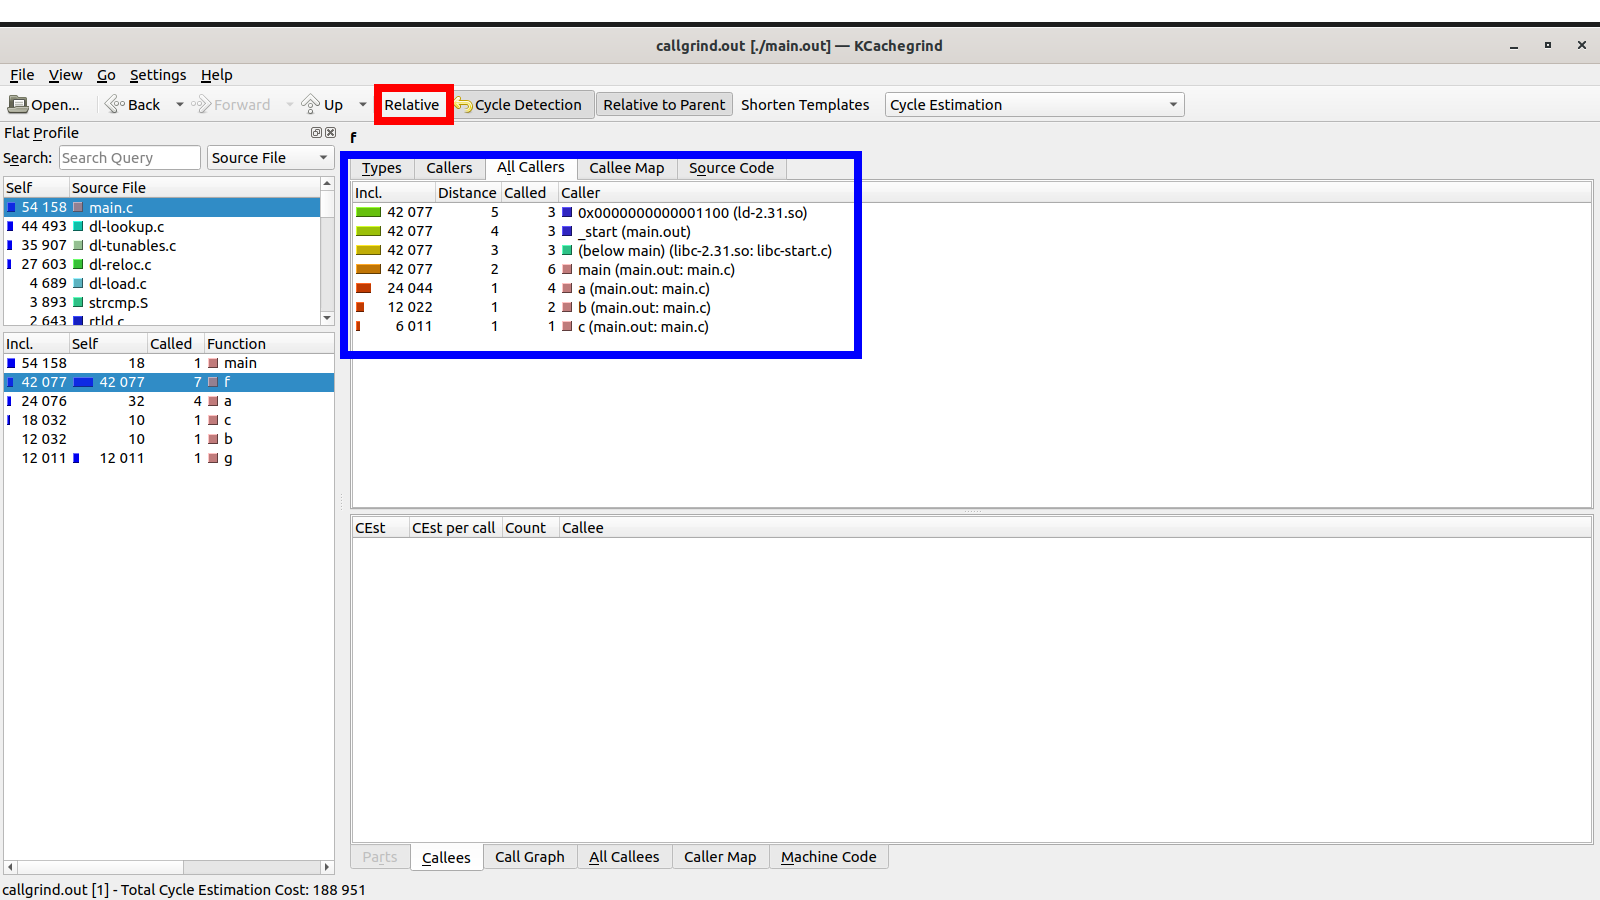 callgrind.out [./main.out] — KCachegrind
File View Go Settings Help
Open... Back Forward Up Relative Cycle Detection Relative to Parent Shorten Templates Cycle Estimation
Flat Profile
Search: Search Query Source File
Self Source File
54 158 main.c
44 493 dl-lookup.c
35 907 dl-tunables.c
27 603 dl-reloc.c
4 689 dl-load.c
3 893 strcmp.S
2 643 rtld.c
Incl. Self Called Function
54 158 18 1 main
42 077 42 077 7 f
24 076 32 4 a
18 032 10 1 c
12 032 10 1 b
12 011 12 011 1 g
f
Types Callers All Callers Callee Map Source Code
Incl. Distance Called Caller
42 077 5 3 0x0000000000001100 (ld-2.31.so)
42 077 4 3 _start (main.out)
42 077 3 3 (below main) (libc-2.31.so: libc-start.c)
42 077 2 6 main (main.out: main.c)
24 044 1 4 a (main.out: main.c)
12 022 1 2 b (main.out: main.c)
6 011 1 1 c (main.out: main.c)
CEst CEst per call Count Callee
Parts Callees Call Graph All Callees Caller Map Machine Code
callgrind.out [1] - Total Cycle Estimation Cost: 188 951